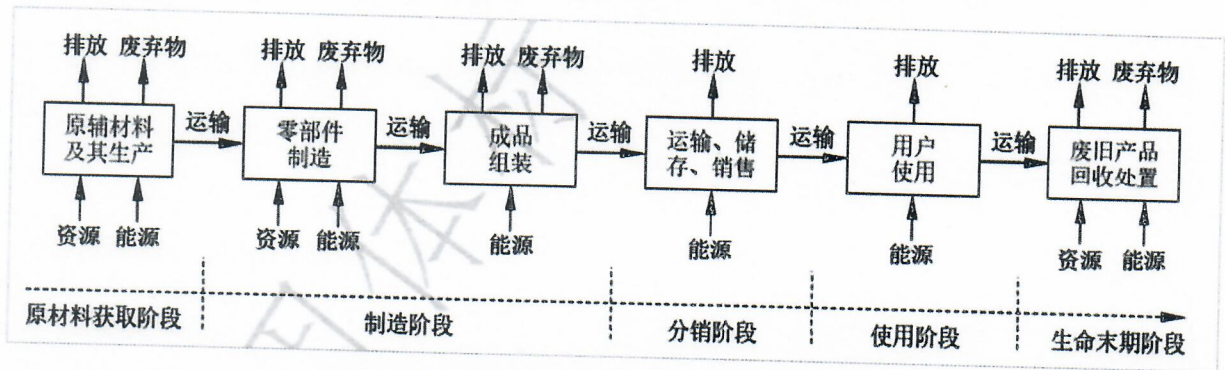 排放 废弃物 排放 废弃物 排放 废弃物 排放 排放 排放 废弃物
原辅材料
及其生产
运输
零部件
制造
运输
成品
组装
运输
运输、储
存、销售
运输
用户
使用
运输
废旧产品
回收处置
资源 能源 资源 能源 能源 能源 能源 资源 能源
原材料获取阶段 制造阶段 分销阶段 使用阶段 生命末期阶段